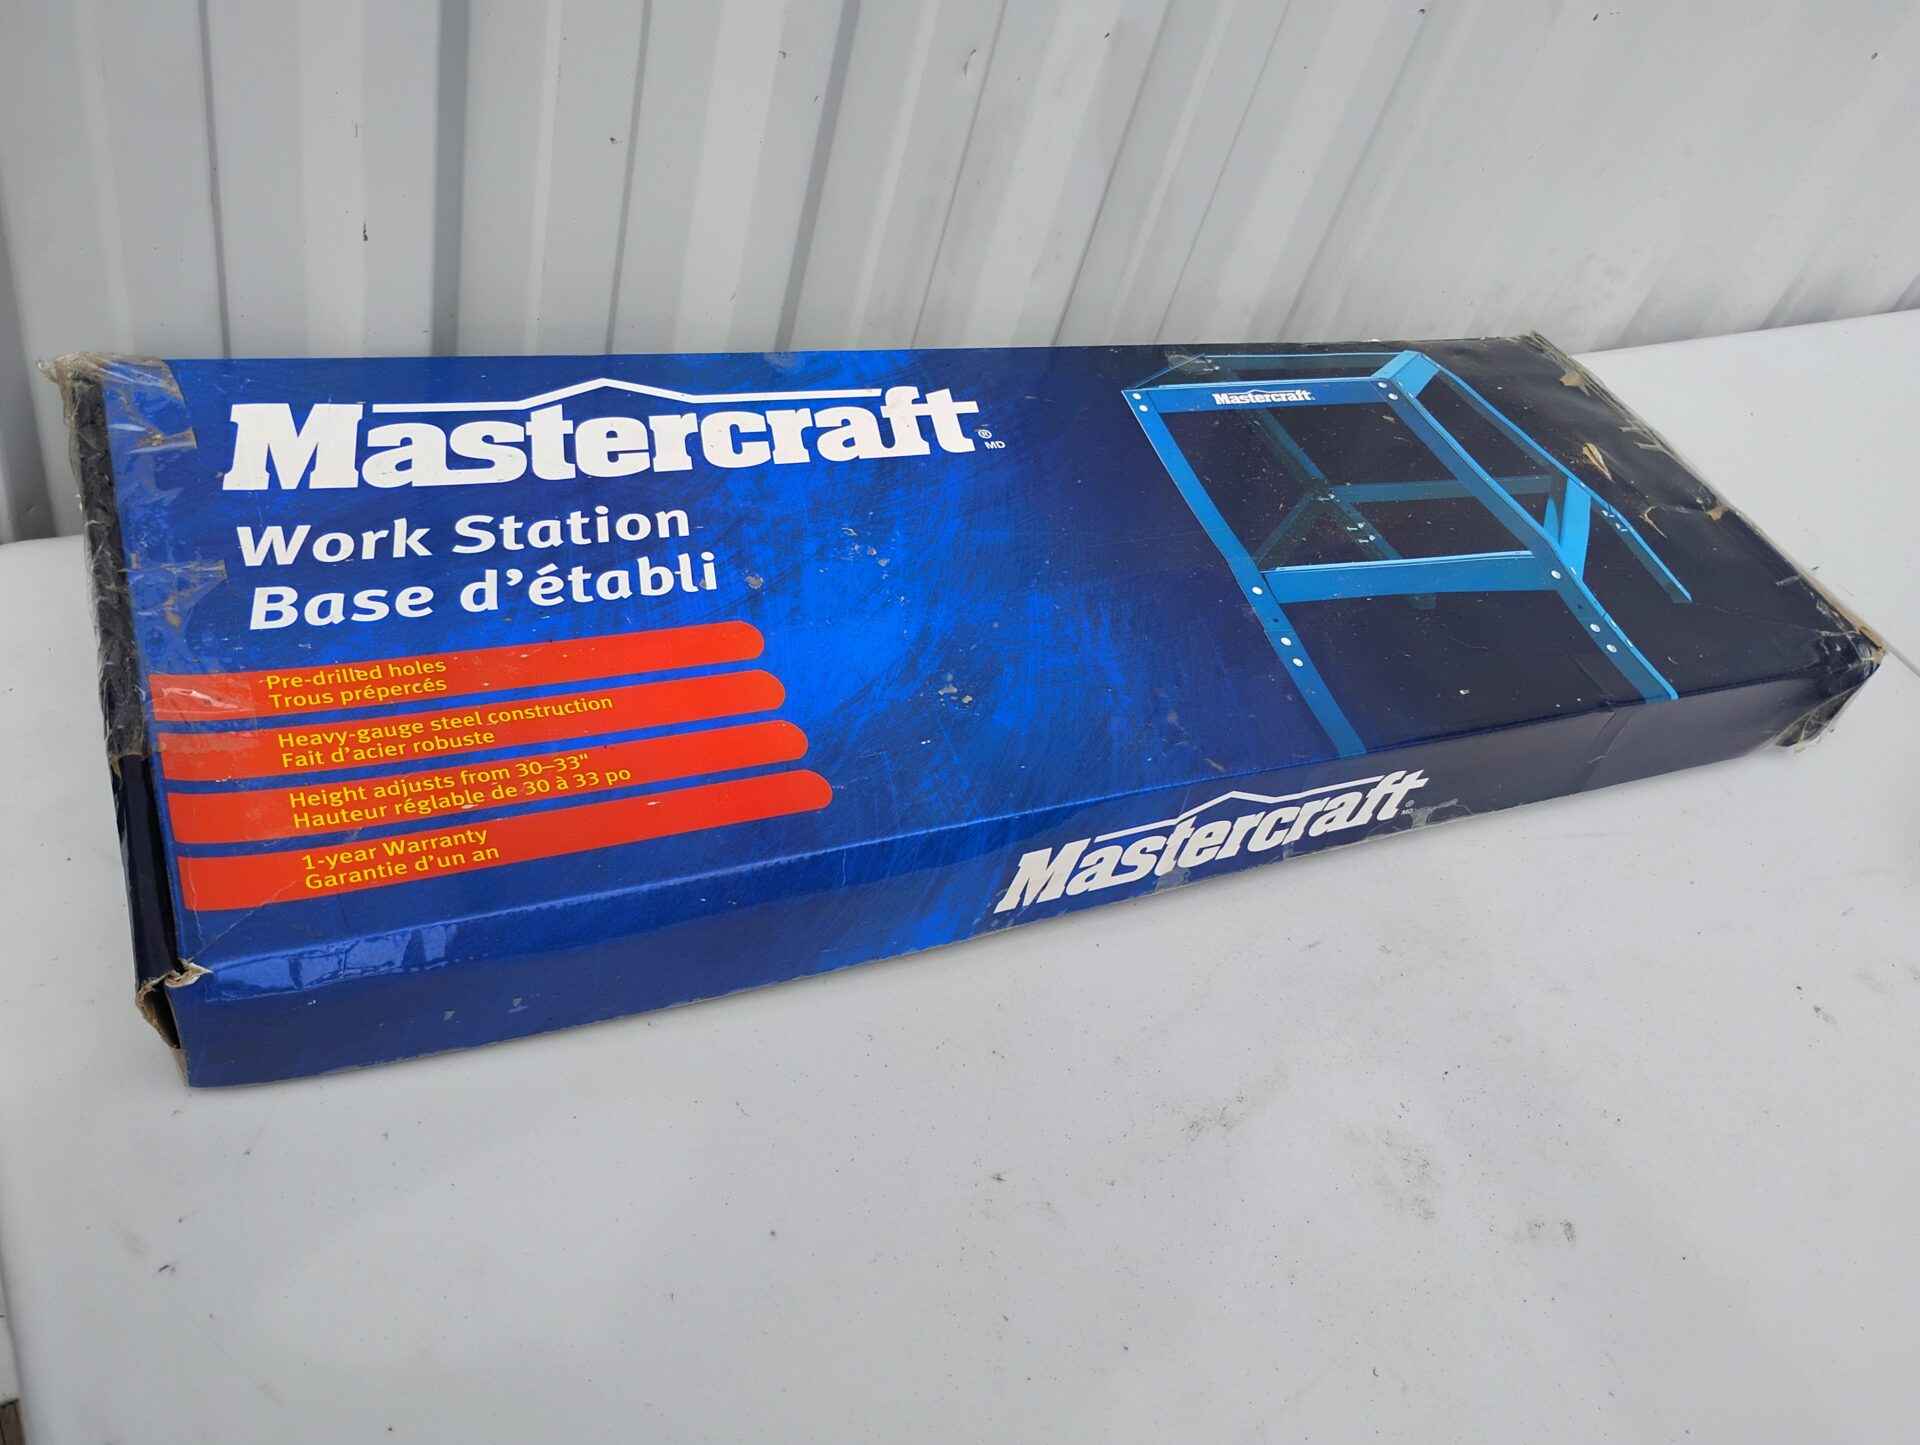 Mastercraft®
MD
Work Station
Base d'établi
Pre-drilled holes
Trous prépercés
Heavy-gauge steel construction
Fait d'acier robuste
Height adjusts from 30–33"
Hauteur réglable de 30 à 33 po
1-year Warranty
Garantie d'un an
Mastercraft
Mastercraft®
MD